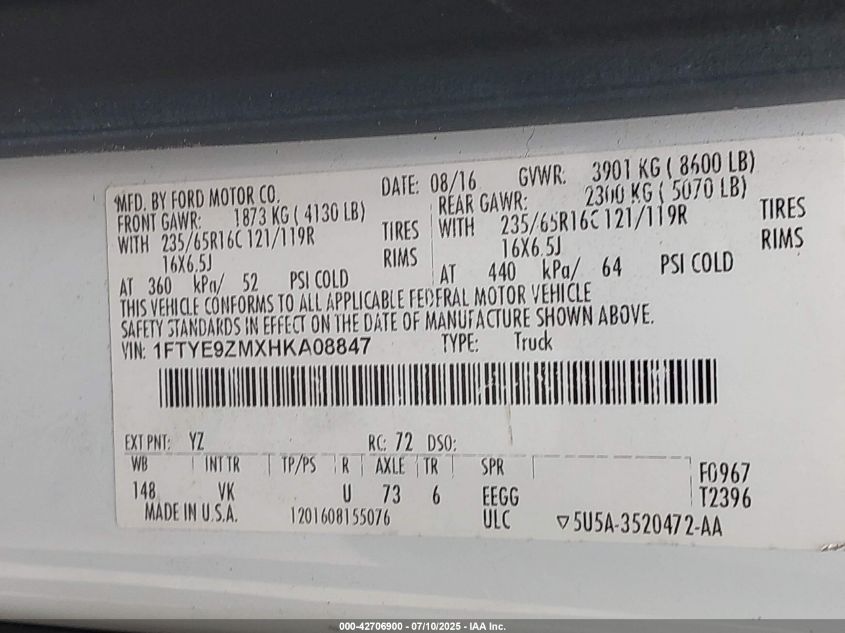 MFD. BY FORD MOTOR CO. DATE: 08/16 GVWR: 3901 KG ( 8600 LB)
FRONT GAWR: 1873 KG ( 4130 LB) REAR GAWR: 2300 KG ( 5070 LB)
WITH 235/65R16C 121/119R TIRES WITH 235/65R16C 121/119R TIRES
16X6.5J RIMS 16X6.5J RIMS
AT 360 kPa/ 52 PSI COLD AT 440 kPa/ 64 PSI COLD
THIS VEHICLE CONFORMS TO ALL APPLICABLE FEDERAL MOTOR VEHICLE
SAFETY STANDARDS IN EFFECT ON THE DATE OF MANUFACTURE SHOWN ABOVE.
VIN: 1FTYE9ZMXHKA08847 TYPE: Truck
EXT PNT: YZ RC: 72 DSO:
WB INT TR TP/PS R AXLE TR SPR F0967
148 VK U 73 6 EEGG T2396
MADE IN U.S.A. 1201608155076 ULC ▽5U5A-3520472-AA
000-42706900 - 07/10/2025 - IAA Inc.